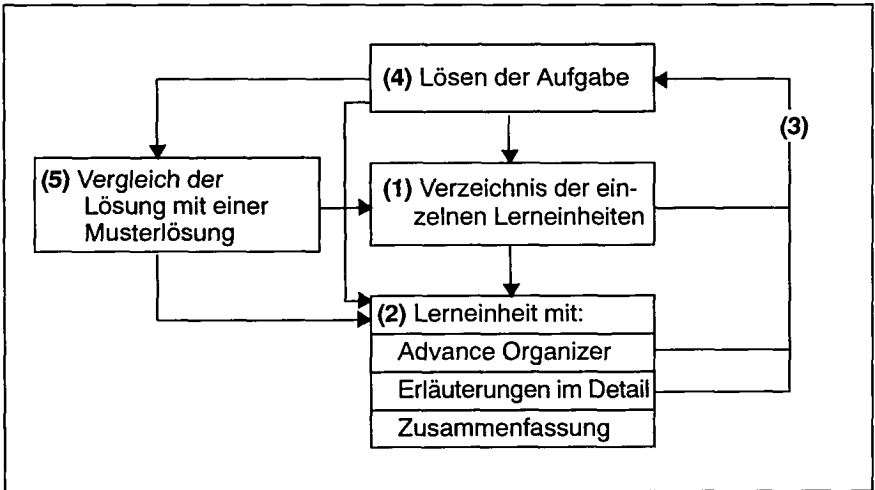 (4) Lösen der Aufgabe
(3)
(5) Vergleich der
Lösung mit einer
Musterlösung
(1) Verzeichnis der ein-
zelnen Lerneinheiten
(2) Lerneinheit mit:
Advance Organizer
Erläuterungen im Detail
Zusammenfassung